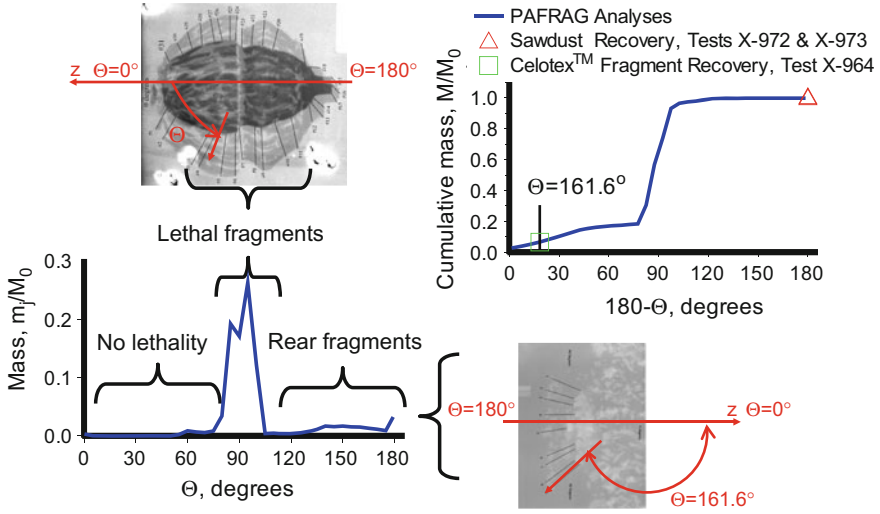 PAFRAG Analyses
Sawdust Recovery, Tests X-972 & X-973
Celotex™ Fragment Recovery, Test X-964
z Θ=0° Θ=180°
Θ
Lethal fragments
Cumulative mass, M/M₀
1.0
0.8
0.6
0.4
0.2
0.0
Θ=161.6°
0 30 60 90 120 150 180
180-Θ, degrees
Mass, mⱼ/M₀
0.3
0.2
0.1
0.0
No lethality
Rear fragments
0 30 60 90 120 150 180
Θ, degrees
Θ=180° z Θ=0°
Θ=161.6°